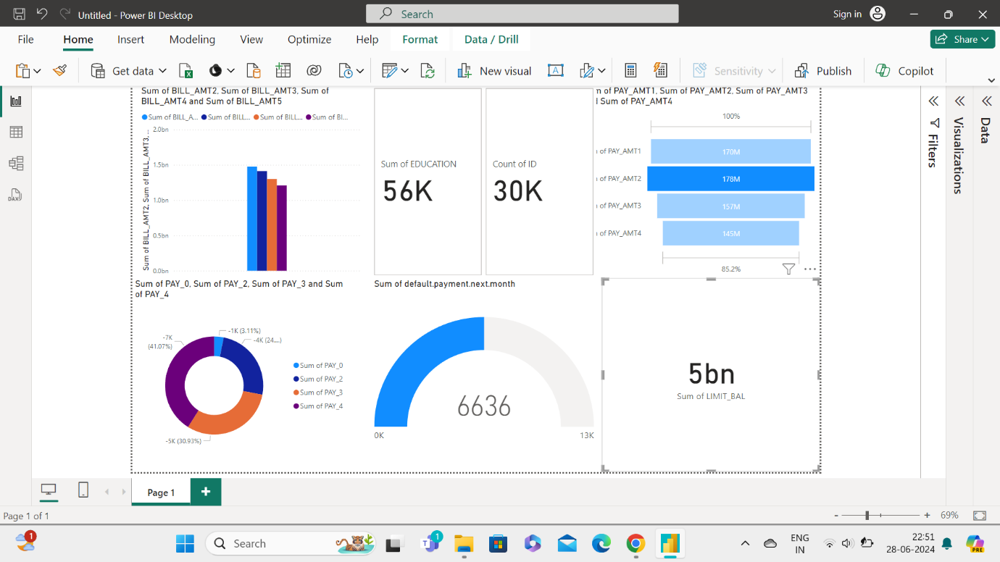 Untitled - Power BI Desktop
Search
Sign in
File Home Insert Modeling View Optimize Help Format Data / Drill
Share
Get data
New visual
Sensitivity
Publish
Copilot
DAX
Sum of BILL_AMT2, Sum of BILL_AMT3, Sum of
BILL_AMT4 and Sum of BILL_AMT5
Sum of BILL_A... Sum of BILL... Sum of BILL... Sum of Bl...
Sum of BILL_AMT2, Sum of BILL_AMT3, ...
2.0bn
1.5bn
1.0bn
0.5bn
0.0bn
Sum of EDUCATION
56K
Count of ID
30K
n of PAY_AMT1, Sum of PAY_AMT2, Sum of PAY_AMT3
l Sum of PAY_AMT4
100%
of PAY_AMT1 170M
of PAY_AMT2 178M
of PAY_AMT3 157M
of PAY_AMT4 145M
85.2%
Sum of PAY_0, Sum of PAY_2, Sum of PAY_3 and Sum
of PAY_4
-1K (3.11%)
-4K (24....)
-7K
(41.07%)
-5K (30.93%)
Sum of PAY_0
Sum of PAY_2
Sum of PAY_3
Sum of PAY_4
Sum of default.payment.next.month
6636
0K
13K
5bn
Sum of LIMIT_BAL
Filters
Visualizations
Data
Page 1
Page 1 of 1
- + 69%
1
Search
1
ENG
IN
22:51
28-06-2024
PRE